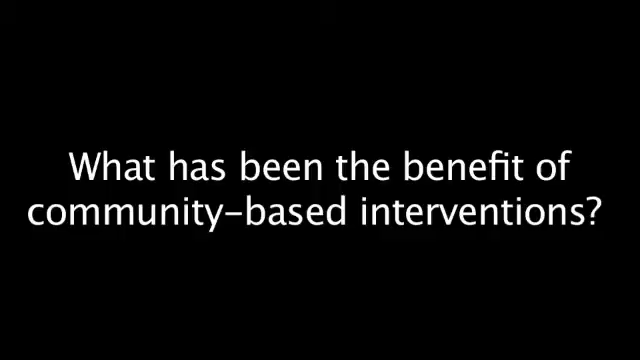 What has been the benefit of
community-based interventions?